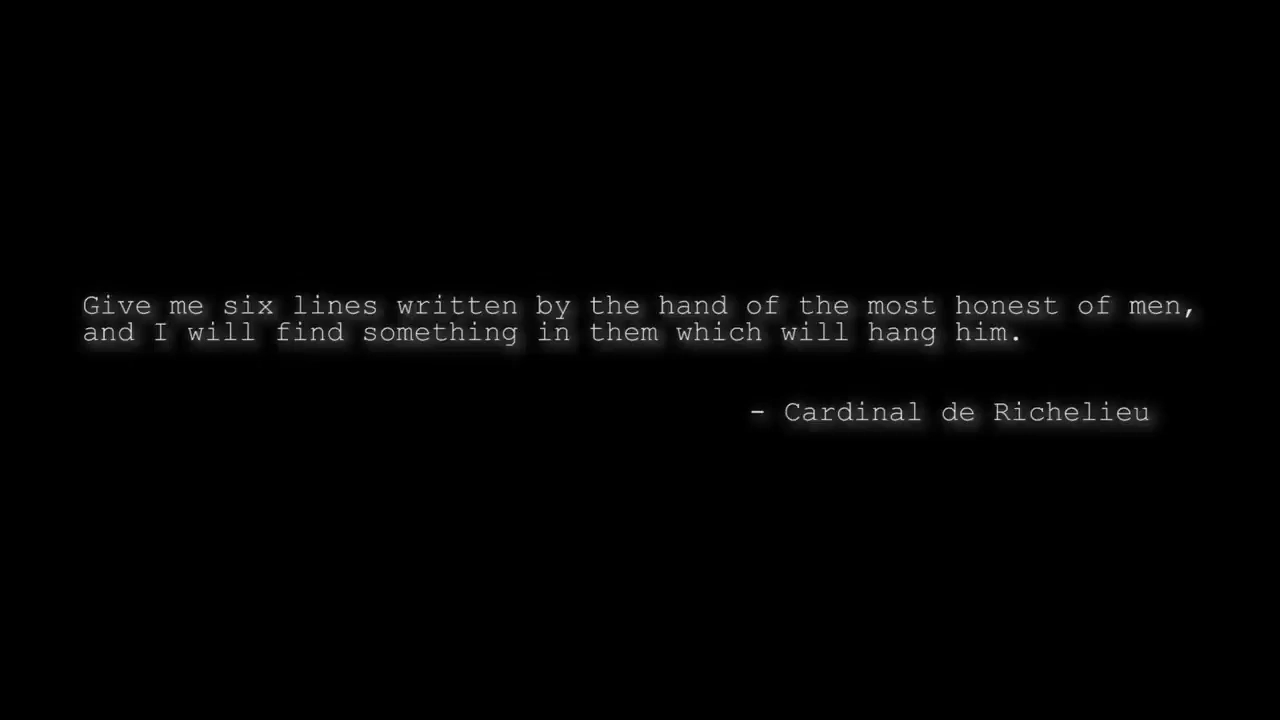 Give me six lines written by the hand of the most honest of men,
and I will find something in them which will hang him.
- Cardinal de Richelieu